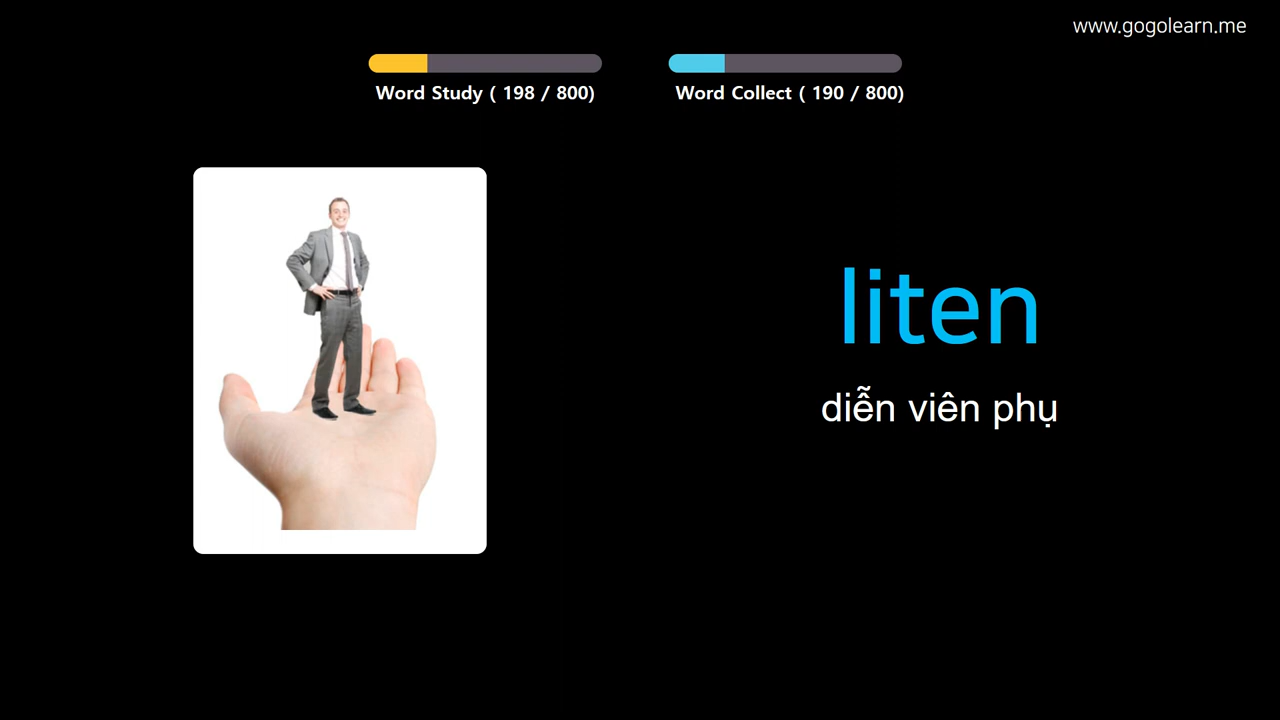 www.gogolearn.me
Word Study ( 198 / 800)
Word Collect ( 190 / 800)
liten
diễn viên phụ